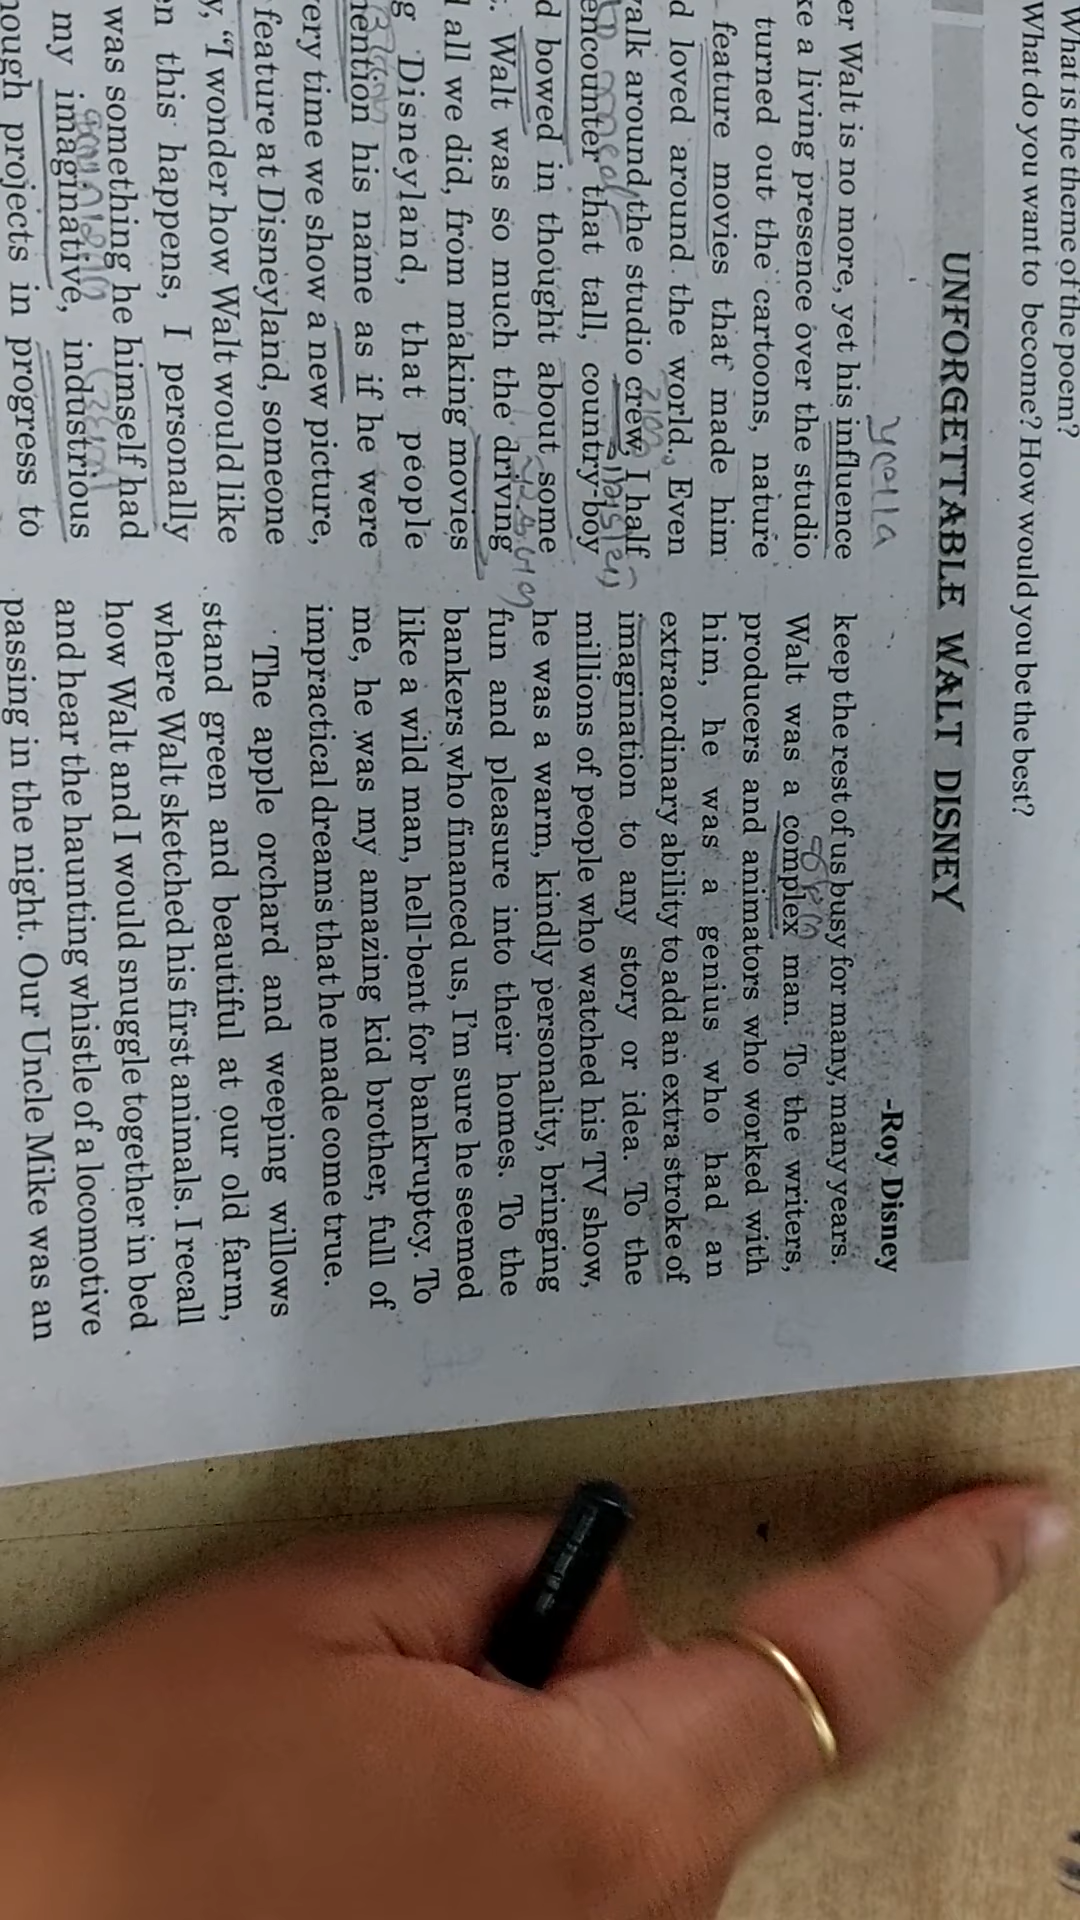 What is the theme of the poem?
What do you want to become? How would you be the best?
UNFORGETTABLE WALT DISNEY
-Roy Disney
er Walt is no more, yet his influence
ke a living presence over the studio
turned out the cartoons, nature
feature movies that made him
d loved around the world. Even
alk around the studio crew, I half
encounter that tall, country-boy
d bowed in thought about some
. Walt was so much the driving
l all we did, from making movies
g Disneyland, that people
mention his name as if he were
very time we show a new picture,
feature at Disneyland, someone
y, “I wonder how Walt would like
en this happens, I personally
was something he himself had
my imaginative, industrious
hough projects in progress to
keep the rest of us busy for many, many years.
Walt was a complex man. To the writers,
producers and animators who worked with
him, he was a genius who had an
extraordinary ability to add an extra stroke of
imagination to any story or idea. To the
millions of people who watched his TV show,
he was a warm, kindly personality, bringing
fun and pleasure into their homes. To the
bankers who financed us, I'm sure he seemed
like a wild man, hell-bent for bankruptcy. To
me, he was my amazing kid brother, full of
impractical dreams that he made come true.
The apple orchard and weeping willows
stand green and beautiful at our old farm,
where Walt sketched his first animals. I recall
how Walt and I would snuggle together in bed
and hear the haunting whistle of a locomotive
passing in the night. Our Uncle Mike was an